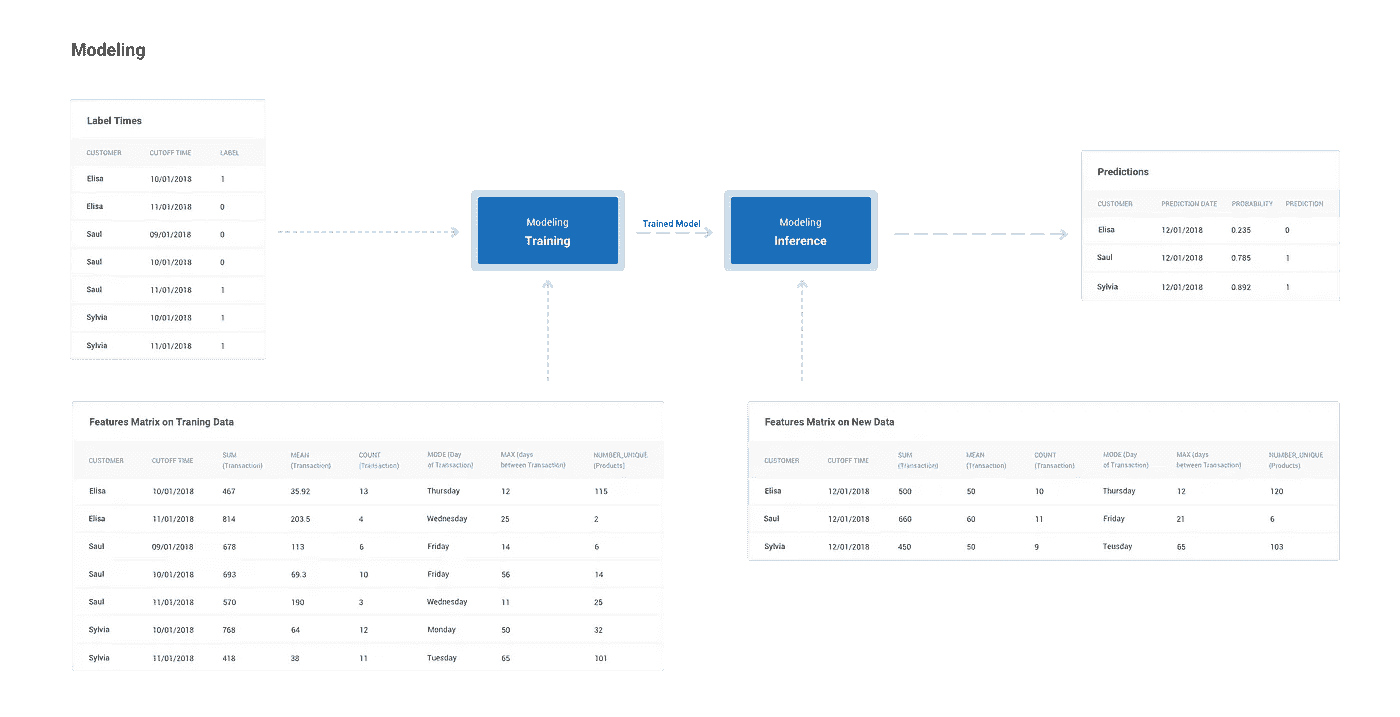 Modeling
Label Times
CUSTOMER CUTOFF TIME LABEL
Elisa 10/01/2018 1
Elisa 11/01/2018 0
Saul 09/01/2018 0
Saul 10/01/2018 0
Saul 11/01/2018 1
Sylvia 10/01/2018 1
Sylvia 11/01/2018 1
Modeling
Training
Trained Model
Modeling
Inference
Predictions
CUSTOMER PREDICTION DATE PROBABILITY PREDICTION
Elisa 12/01/2018 0.235 0
Saul 12/01/2018 0.785 1
Sylvia 12/01/2018 0.892 1
Features Matrix on Traning Data
CUSTOMER CUTOFF TIME SUM MEAN COUNT MODE (Day MAX (days NUMBER_UNIQUE
(Transaction) (Transaction) (Transaction) of Transaction) between Transaction) (Products)
Elisa 10/01/2018 467 35.92 13 Thursday 12 115
Elisa 11/01/2018 814 203.5 4 Wednesday 25 2
Saul 09/01/2018 678 113 6 Friday 14 6
Saul 10/01/2018 693 69.3 10 Friday 56 14
Saul 11/01/2018 570 190 3 Wednesday 11 25
Sylvia 10/01/2018 768 64 12 Monday 50 32
Sylvia 11/01/2018 418 38 11 Tuesday 65 101
Features Matrix on New Data
CUSTOMER CUTOFF TIME SUM MEAN COUNT MODE (Day MAX (days NUMBER_UNIQUE
(Transaction) (Transaction) (Transaction) of Transaction) between Transaction) (Products)
Elisa 12/01/2018 500 50 10 Thursday 12 120
Saul 12/01/2018 660 60 11 Friday 21 6
Sylvia 12/01/2018 450 50 9 Teusday 65 103